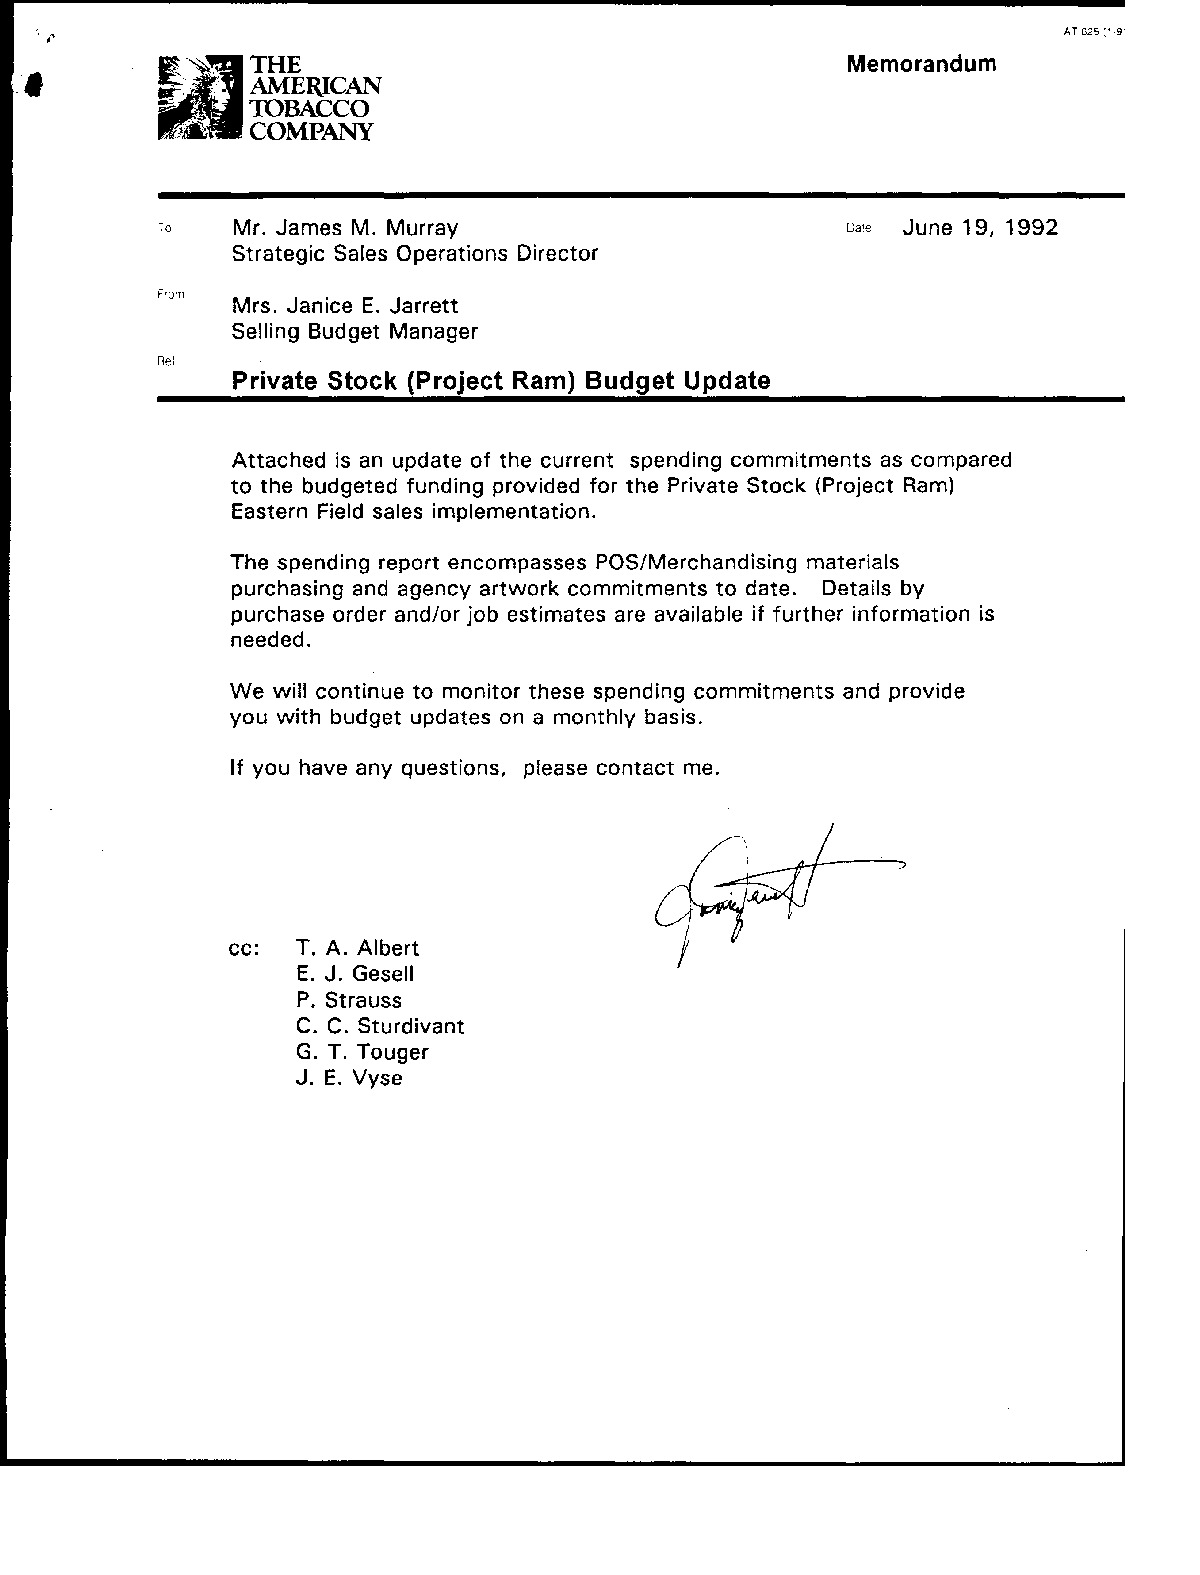 AT 625
THE
AMERICAN
TOBACCO
COMPANY
Memorandum
To Mr. James M. Murray Date June 19, 1992
Strategic Sales Operations Director
From
Mrs. Janice E. Jarrett
Selling Budget Manager
Ref
Private Stock (Project Ram) Budget Update
Attached is an update of the current spending commitments as compared
to the budgeted funding provided for the Private Stock (Project Ram)
Eastern Field sales implementation.
The spending report encompasses POS/Merchandising materials
purchasing and agency artwork commitments to date. Details by
purchase order and/or job estimates are available if further information is
needed.
We will continue to monitor these spending commitments and provide
you with budget updates on a monthly basis.
If you have any questions, please contact me.
cc: T. A. Albert
E. J. Gesell
P. Strauss
C. C. Sturdivant
G. T. Touger
J. E. Vyse